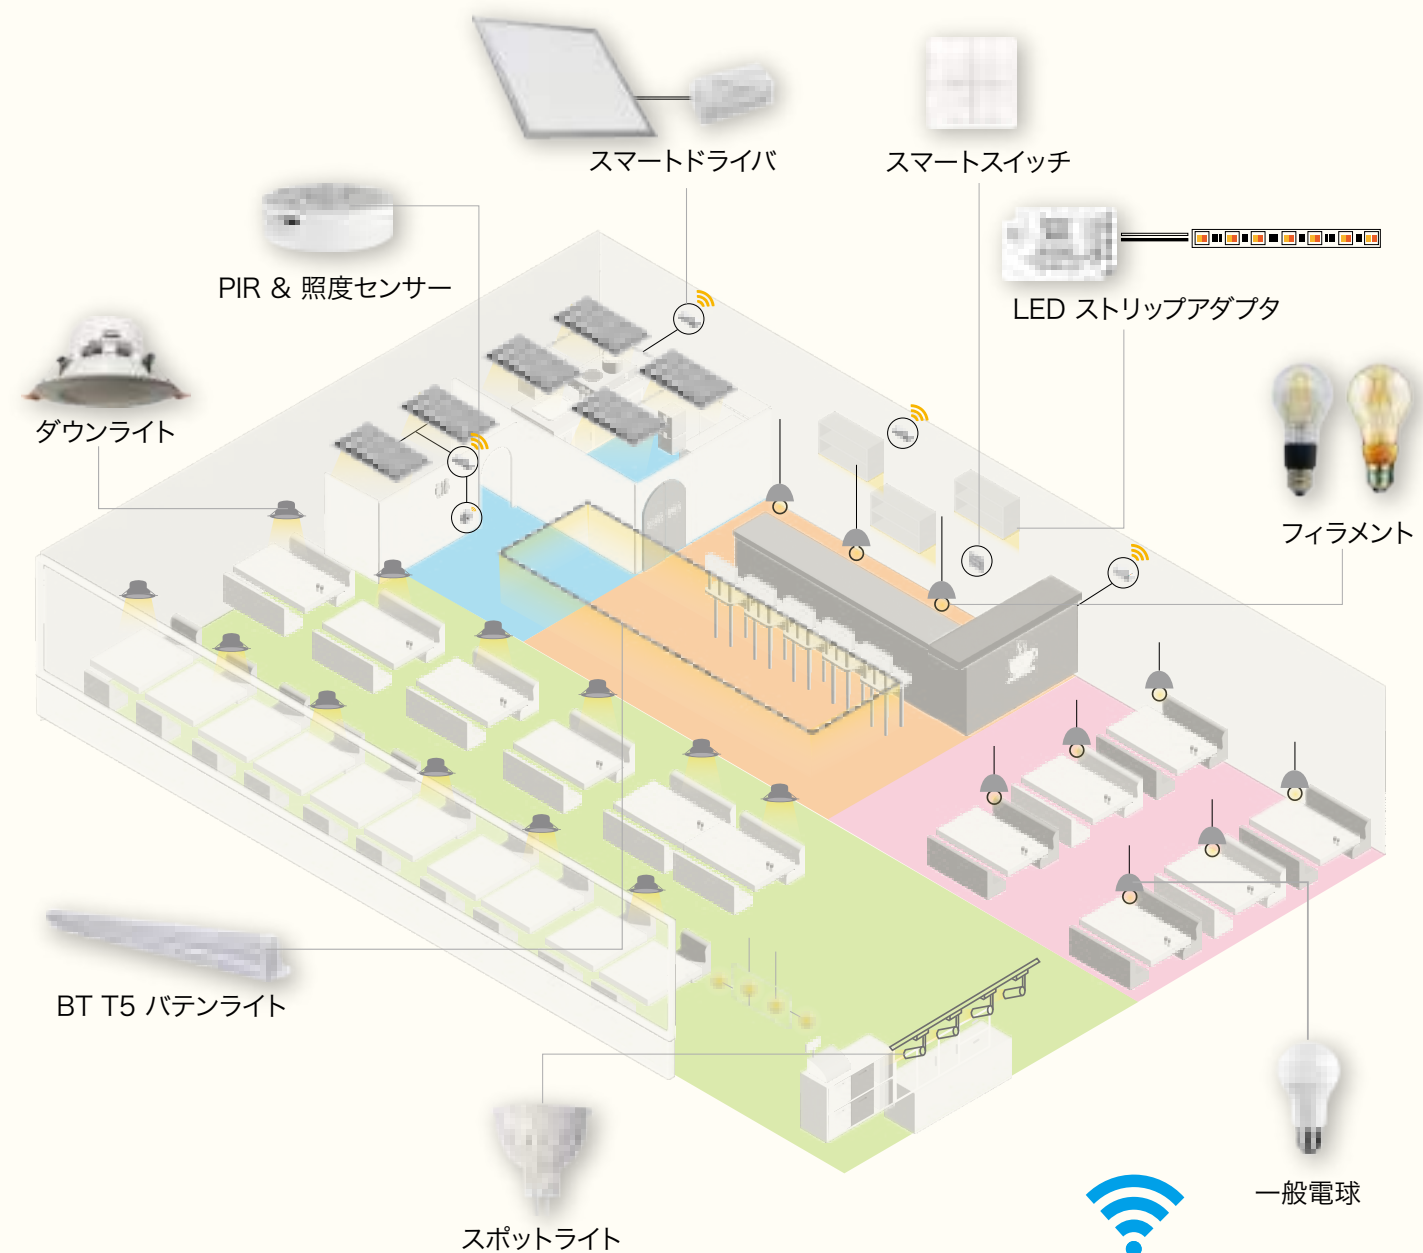 スマートドライバ
スマートスイッチ
PIR & 照度センサー
LED ストリップアダプタ
ダウンライト
フィラメント
BT T5 バテンライト
一般電球
スポットライト